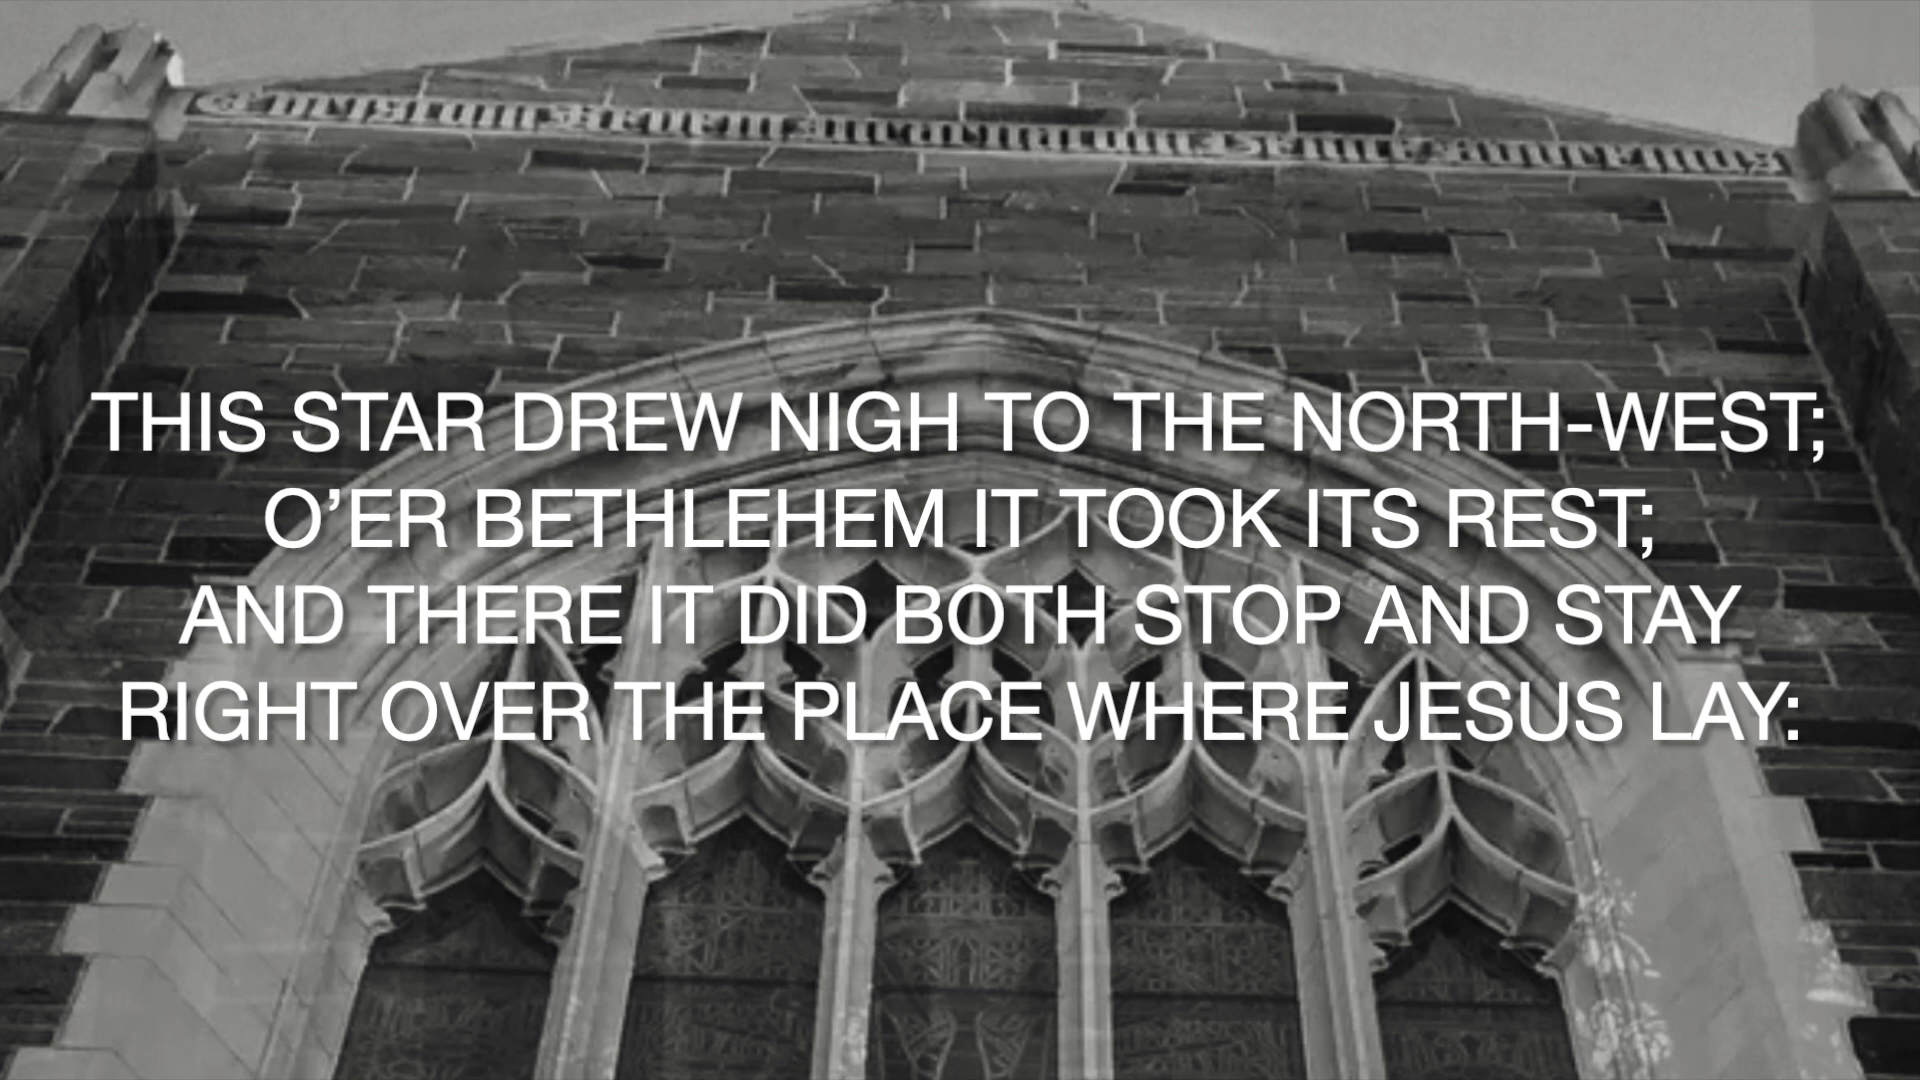 THIS STAR DREW NIGH TO THE NORTH-WEST;
O’ER BETHLEHEM IT TOOK ITS REST;
AND THERE IT DID BOTH STOP AND STAY
RIGHT OVER THE PLACE WHERE JESUS LAY: